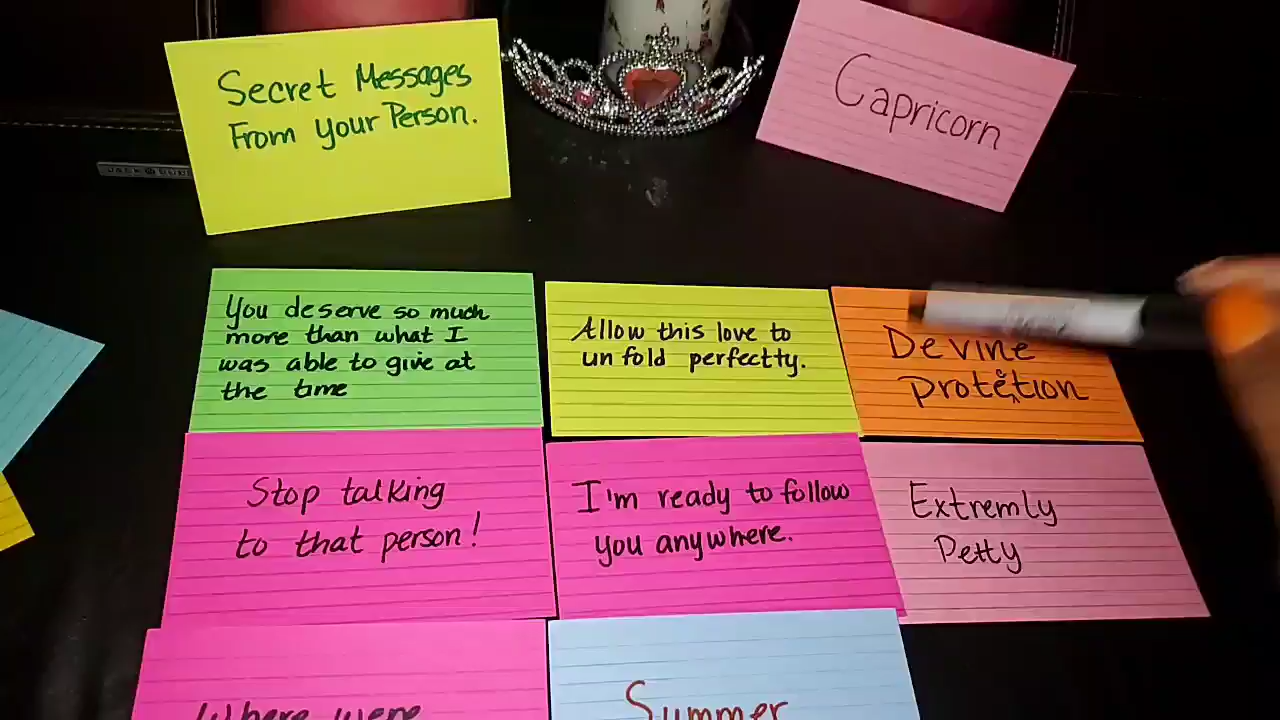 Secret Messages
From Your Person.
Capricorn
You deserve so much
more than what I
was able to give at
the time
Allow this love to
unfold perfectty.
Devine
protection
Stop talking
to that person!
I'm ready to follow
you anywhere.
Extremly
Petty
Where were
Summer